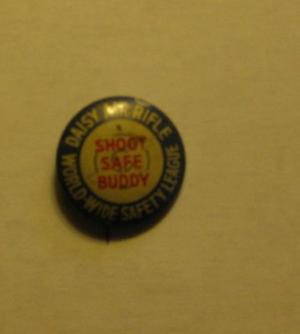 DAISY AIR RIFLE
SHOOT
SAFE
BUDDY
WORLD-WIDE SAFETY LEAGUE